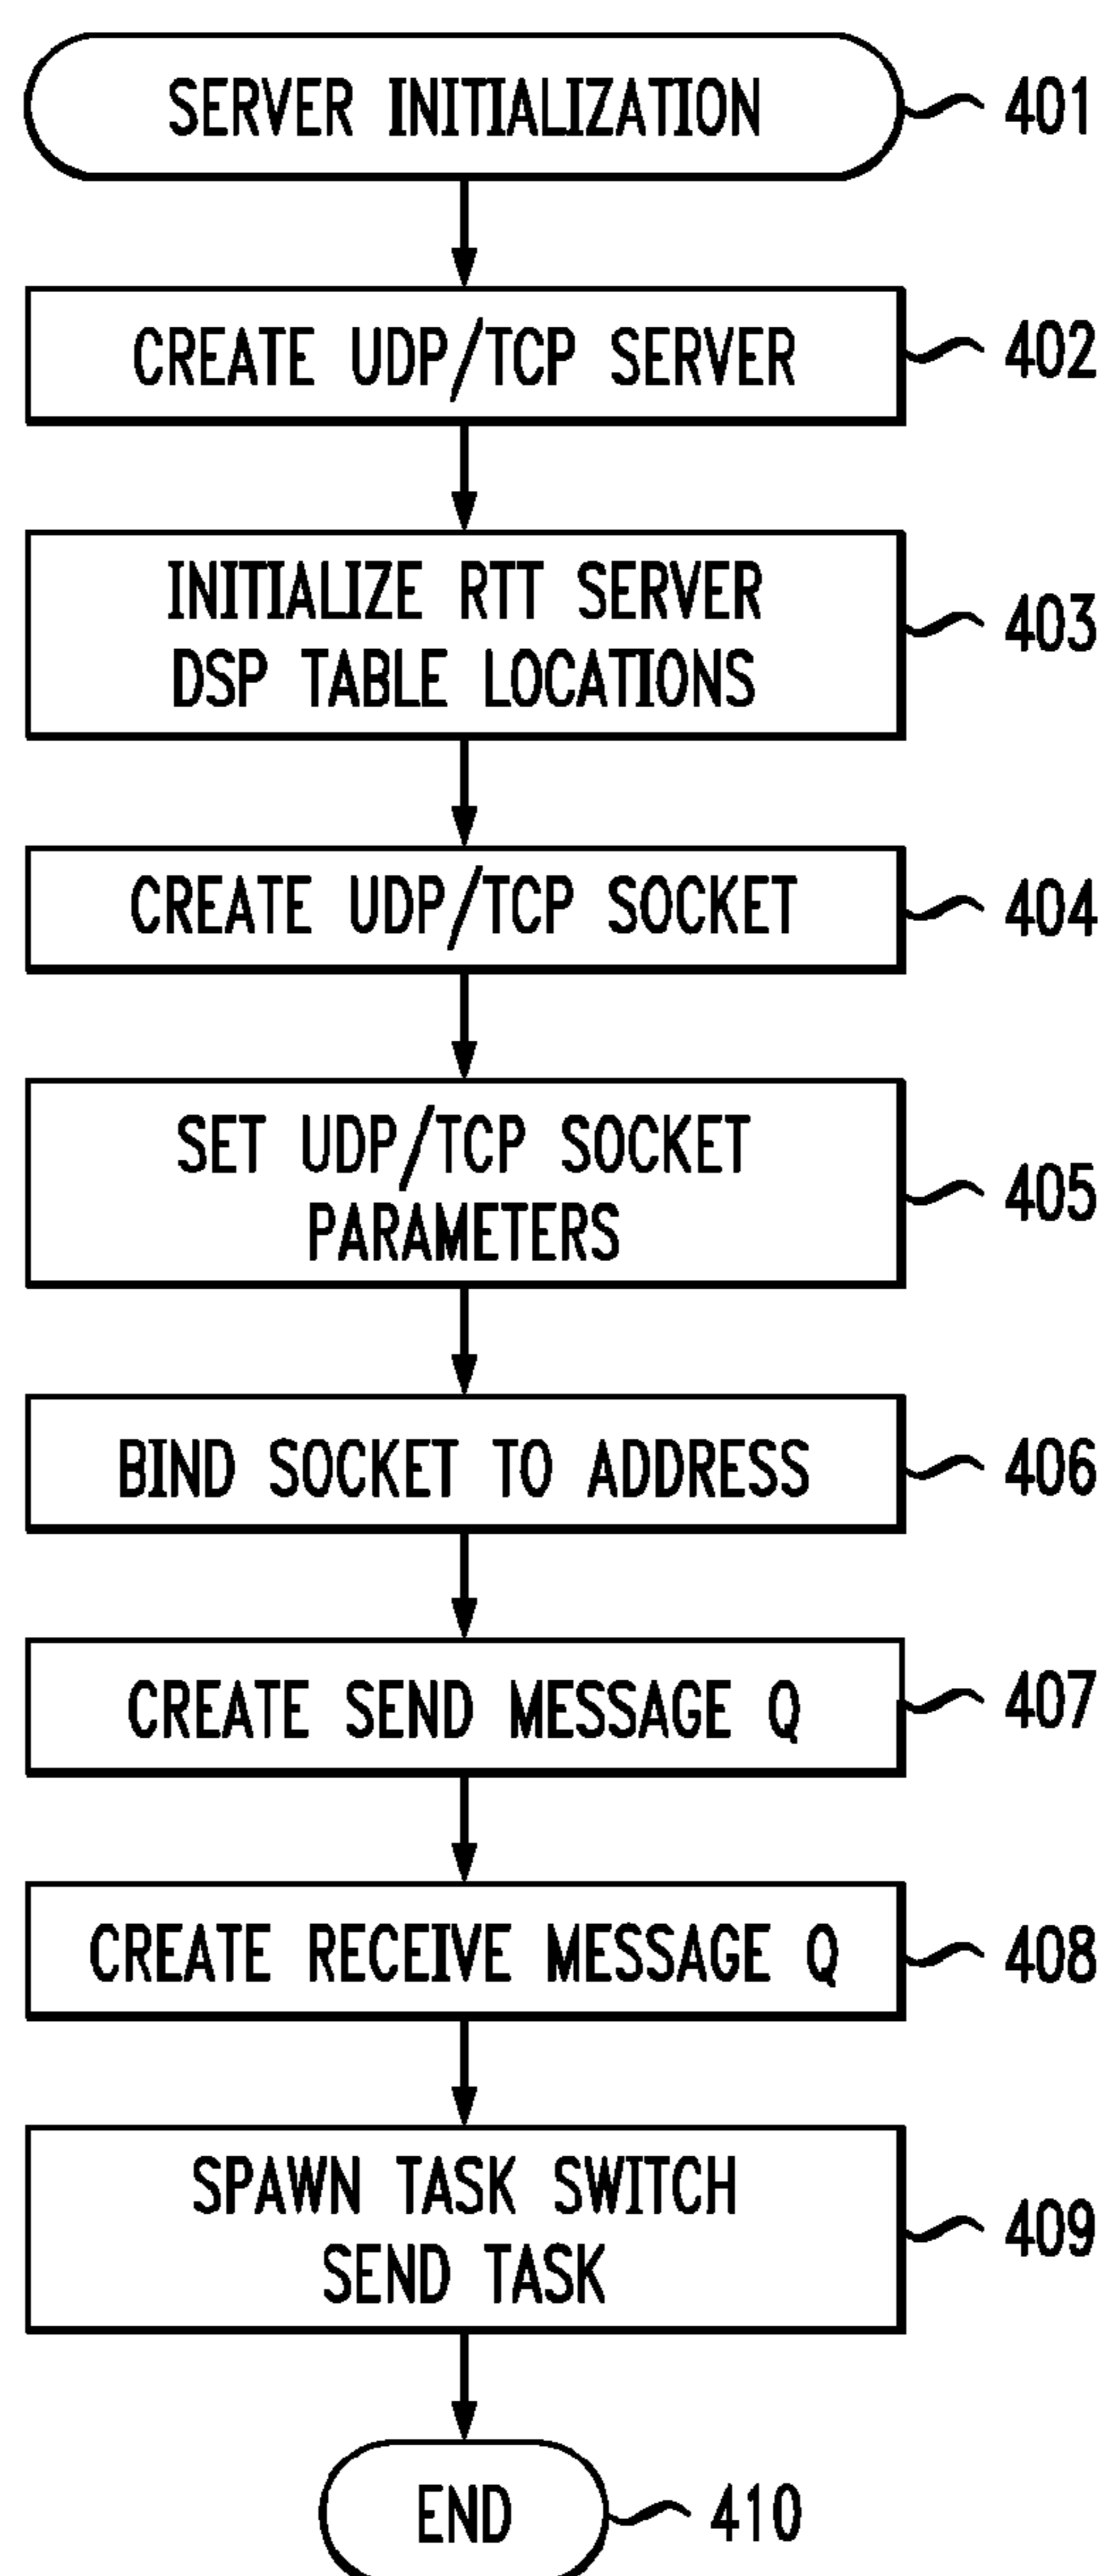 SERVER INITIALIZATION 401
CREATE UDP/TCP SERVER 402
INITIALIZE RTT SERVER
DSP TABLE LOCATIONS
403
CREATE UDP/TCP SOCKET 404
SET UDP/TCP SOCKET
PARAMETERS
405
BIND SOCKET TO ADDRESS 406
CREATE SEND MESSAGE Q 407
CREATE RECEIVE MESSAGE Q 408
SPAWN TASK SWITCH
SEND TASK
409
END 410